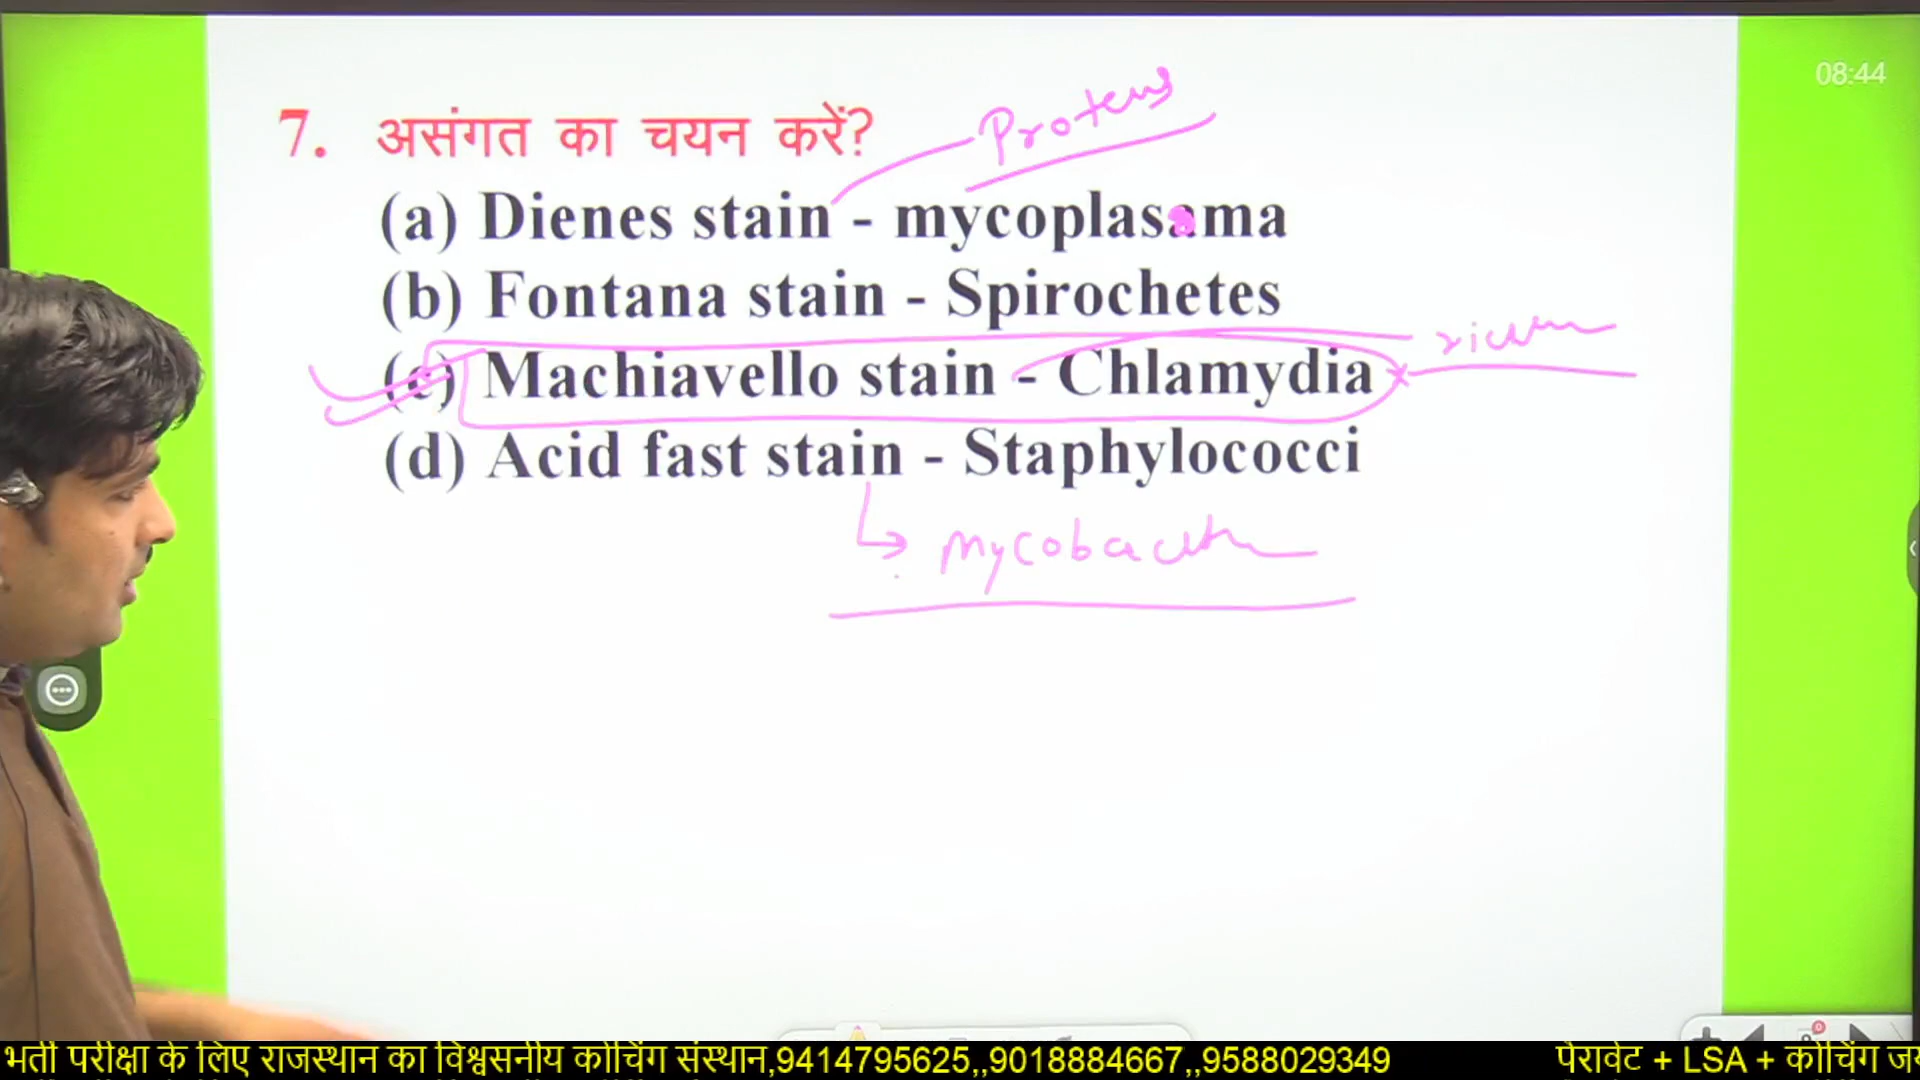 08:44
Proteus
7. असंगत का चयन करें?
(a) Dienes stain - mycoplasama
(b) Fontana stain - Spirochetes
(c) Machiavello stain - Chlamydia
(d) Acid fast stain - Staphylococci
भर्ती परीक्षा के लिए राजस्थान का विश्वसनीय कोचिंग संस्थान,9414795625,,9018884667,,9588029349 पैरावेट + LSA + कोचिंग